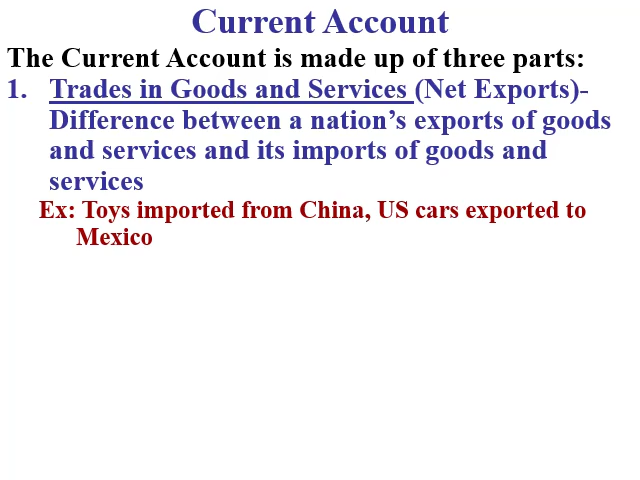 Current Account
The Current Account is made up of three parts:
1. Trades in Goods and Services (Net Exports)-
Difference between a nation’s exports of goods
and services and its imports of goods and
services
Ex: Toys imported from China, US cars exported to
Mexico